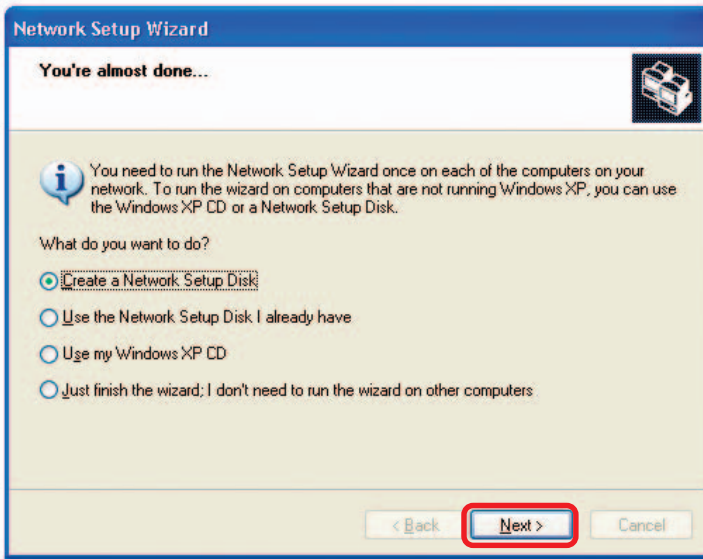 Network Setup Wizard
You're almost done...
You need to run the Network Setup Wizard once on each of the computers on your
network. To run the wizard on computers that are not running Windows XP, you can use
the Windows XP CD or a Network Setup Disk.
What do you want to do?
Create a Network Setup Disk
Use the Network Setup Disk I already have
Use my Windows XP CD
Just finish the wizard; I don't need to run the wizard on other computers
< Back Next > Cancel